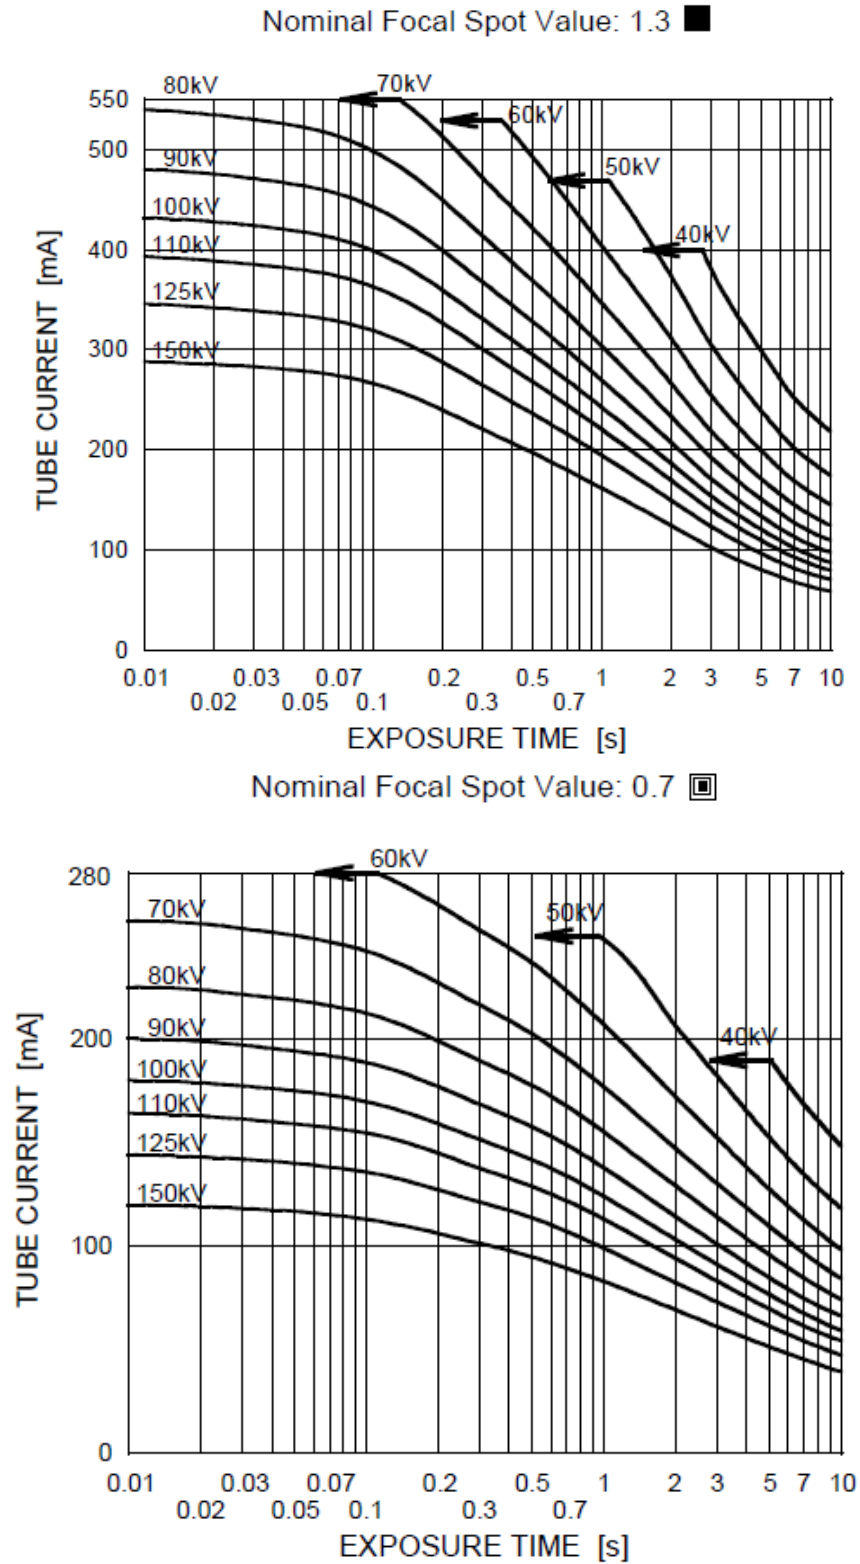 Nominal Focal Spot Value: 1.3
80kV
70kV
60kV
50kV
40kV
90kV
100kV
110kV
125kV
150kV
550
500
400
300
200
100
0
TUBE CURRENT [mA]
0.01 0.03 0.07 0.2 0.5 1 2 3 5 7 10
0.02 0.05 0.1 0.3 0.7
EXPOSURE TIME [s]
Nominal Focal Spot Value: 0.7
60kV
50kV
40kV
70kV
80kV
90kV
100kV
110kV
125kV
150kV
280
200
100
0
TUBE CURRENT [mA]
0.01 0.03 0.07 0.2 0.5 1 2 3 5 7 10
0.02 0.05 0.1 0.3 0.7
EXPOSURE TIME [s]